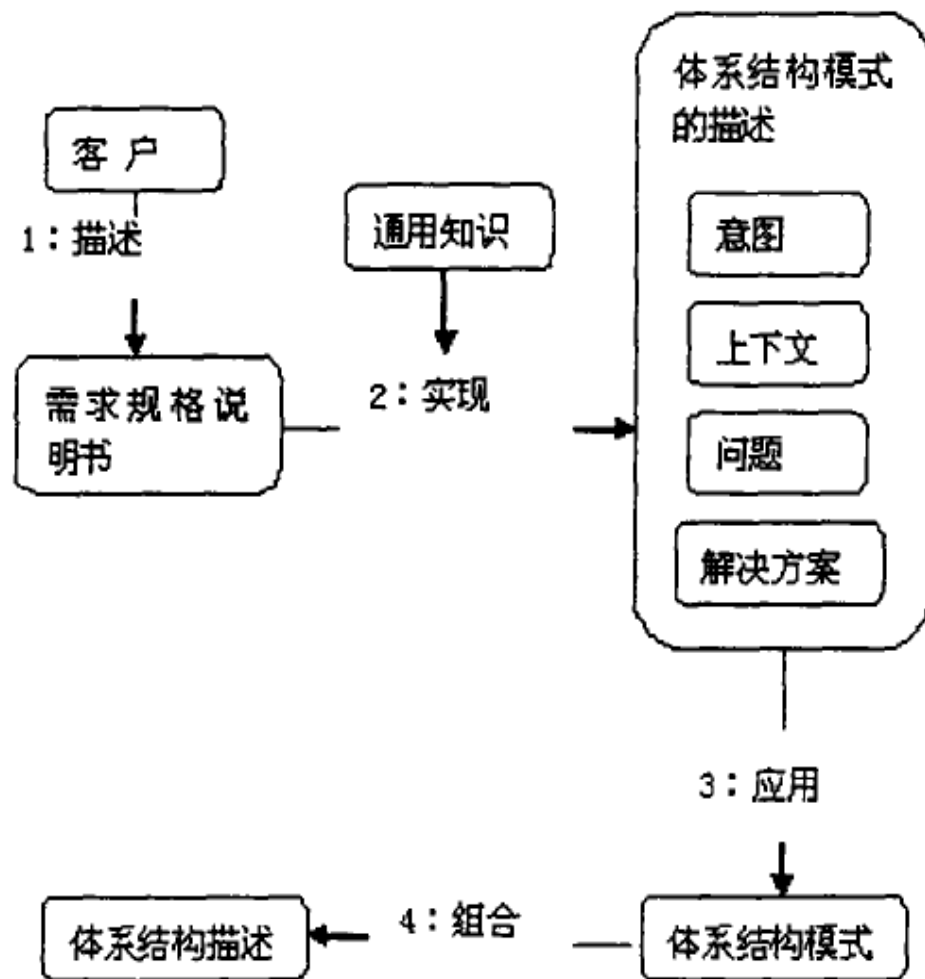 客 户
1：描述
需求规格说
明书
通用知识
2：实现
体系结构模式
的描述
意图
上下文
问题
解决方案
3：应用
体系结构模式
4：组合
体系结构描述